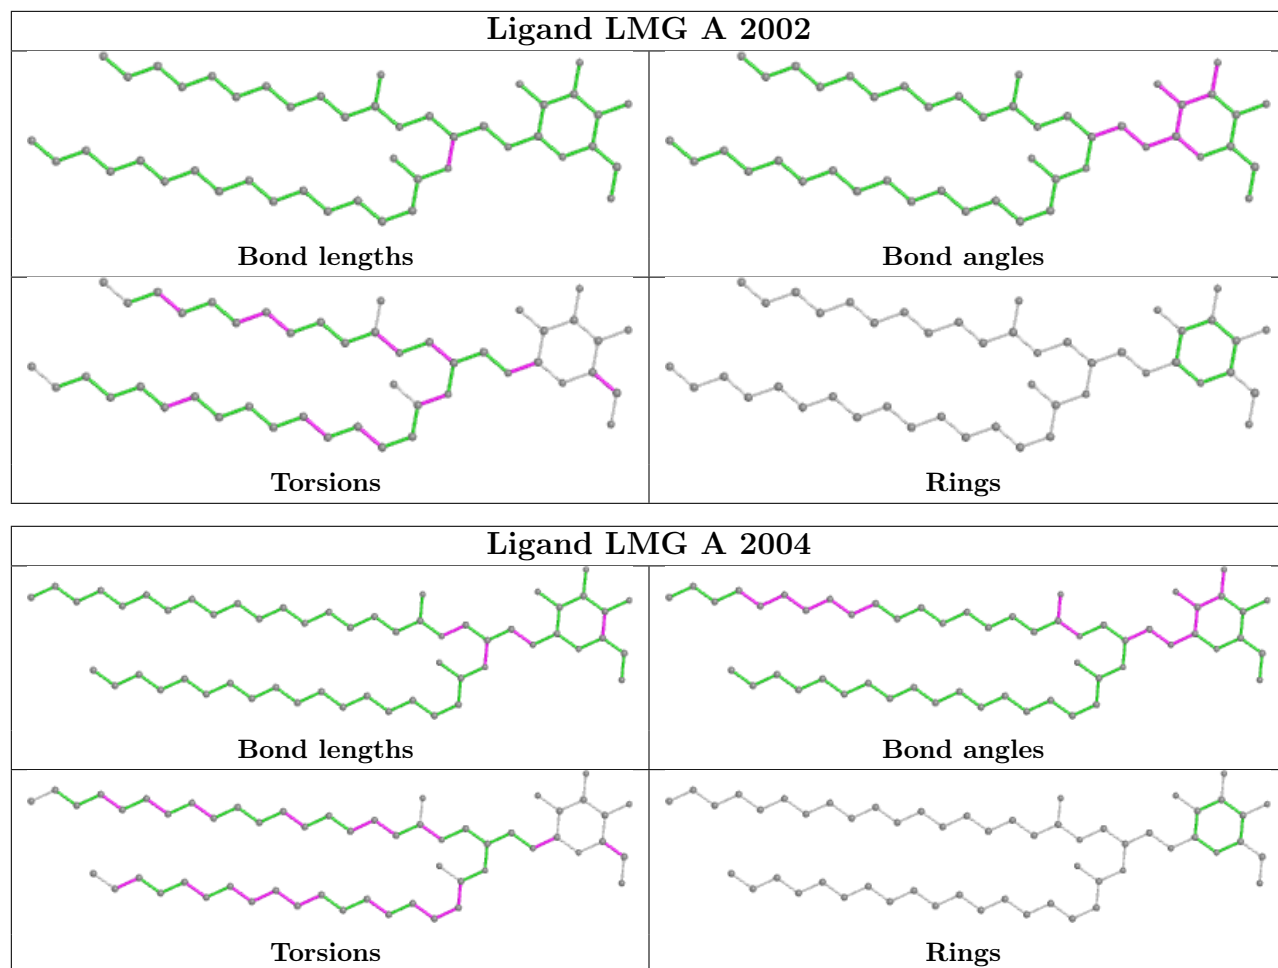 Ligand LMG A 2002
Bond lengths Bond angles
Torsions Rings
Ligand LMG A 2004
Bond lengths Bond angles
Torsions Rings